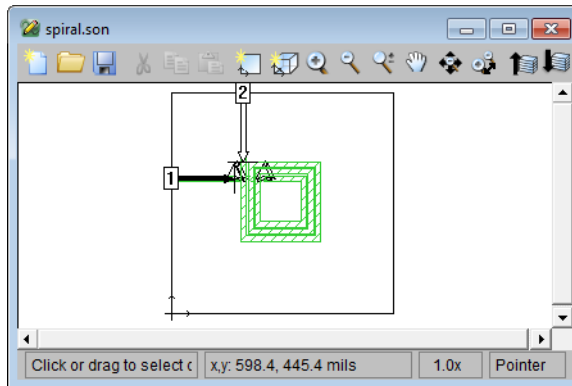 spiral.son
2
1
Click or drag to select c
x,y: 598.4, 445.4 mils
1.0x
Pointer